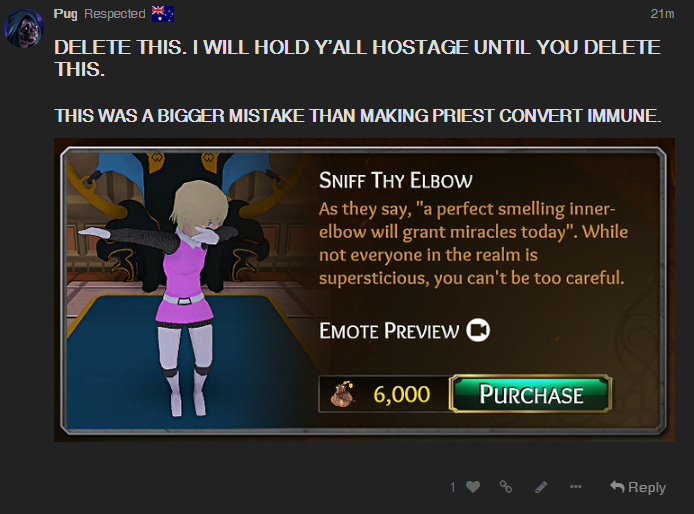 Pug Respected 21m
DELETE THIS. I WILL HOLD Y'ALL HOSTAGE UNTIL YOU DELETE
THIS.
THIS WAS A BIGGER MISTAKE THAN MAKING PRIEST CONVERT IMMUNE.
SNIFF THY ELBOW
As they say, "a perfect smelling inner-
elbow will grant miracles today". While
not everyone in the realm is
supersticious, you can't be too careful.
EMOTE PREVIEW
6,000 PURCHASE
1 Reply